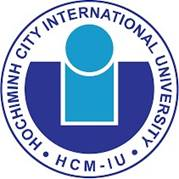 HOCHIMINH CITY INTERNATIONAL UNIVERSITY
• HCM-IU •